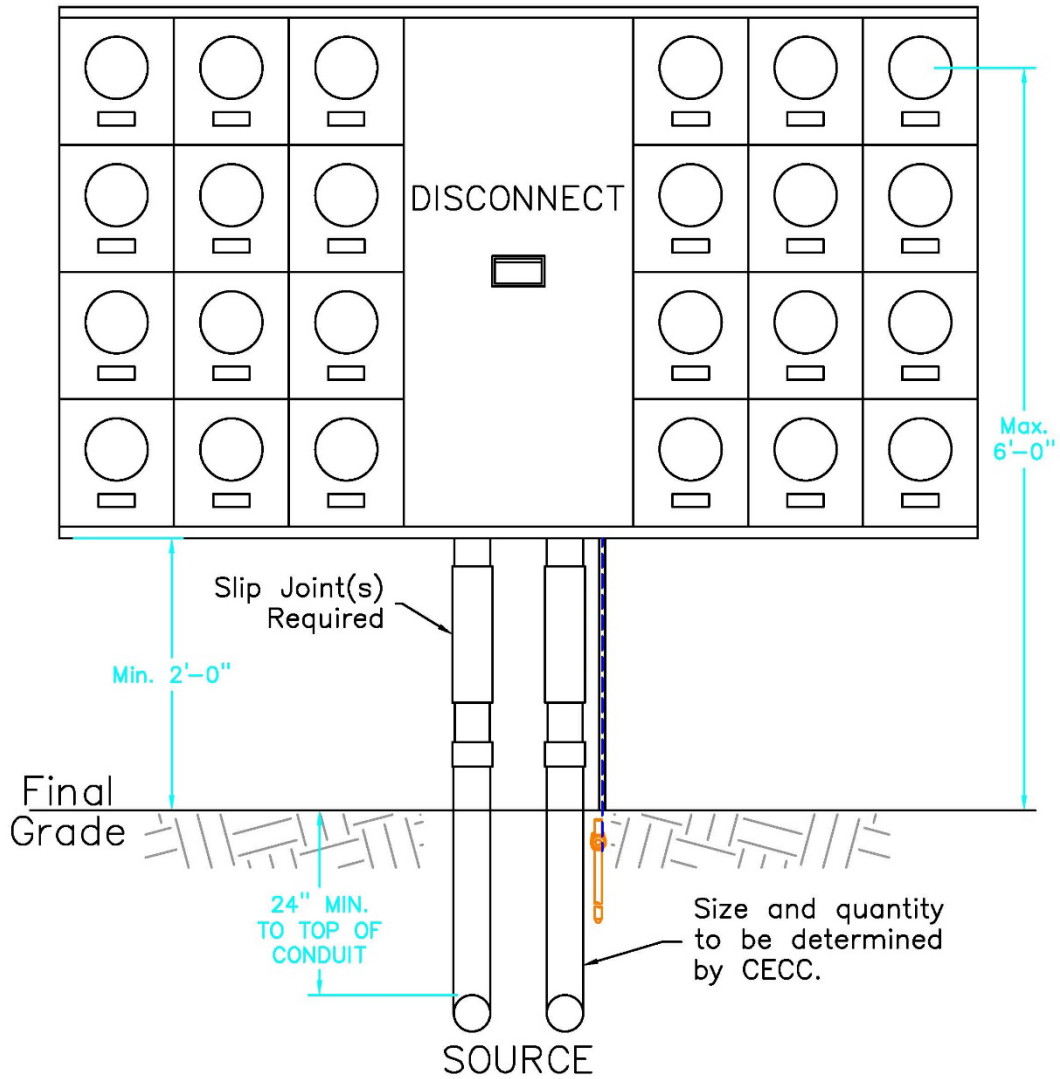 DISCONNECT
Max.
6'-0"
Slip Joint(s)
Required
Min. 2'-0"
Final
Grade
24" MIN.
TO TOP OF
CONDUIT
Size and quantity
to be determined
by CECC.
SOURCE